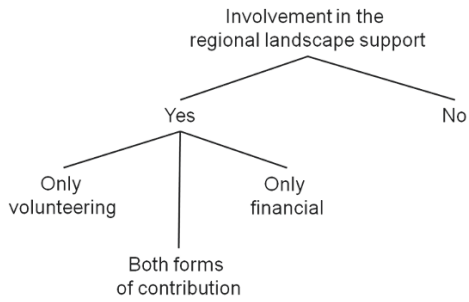 Involvement in the
regional landscape support
Yes
No
Only
volunteering
Only
financial
Both forms
of contribution